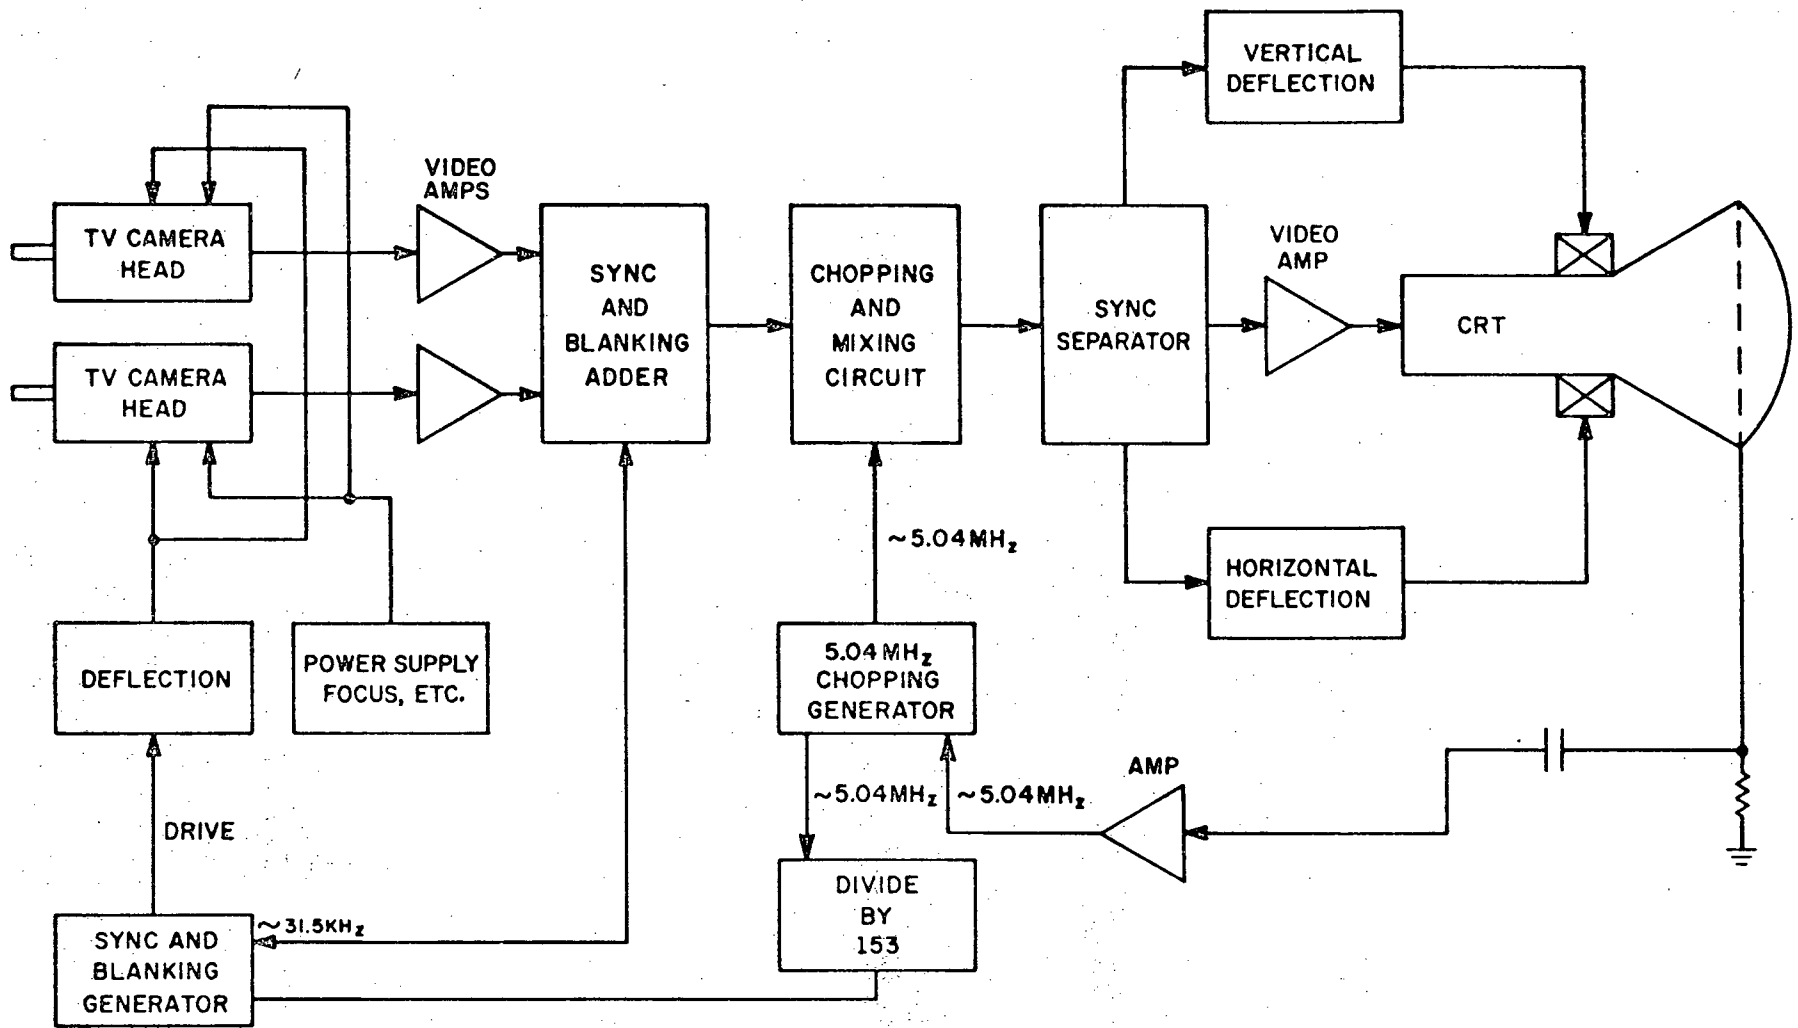 VERTICAL
DEFLECTION
VIDEO
AMPS
TV CAMERA
HEAD
SYNC
AND
BLANKING
ADDER
CHOPPING
AND
MIXING
CIRCUIT
SYNC
SEPARATOR
VIDEO
AMP
CRT
TV CAMERA
HEAD
~5.04MHz
HORIZONTAL
DEFLECTION
DEFLECTION
POWER SUPPLY
FOCUS, ETC.
5.04MHz
CHOPPING
GENERATOR
AMP
~5.04MHz
~5.04MHz
DRIVE
DIVIDE
BY
153
~31.5KHz
SYNC AND
BLANKING
GENERATOR